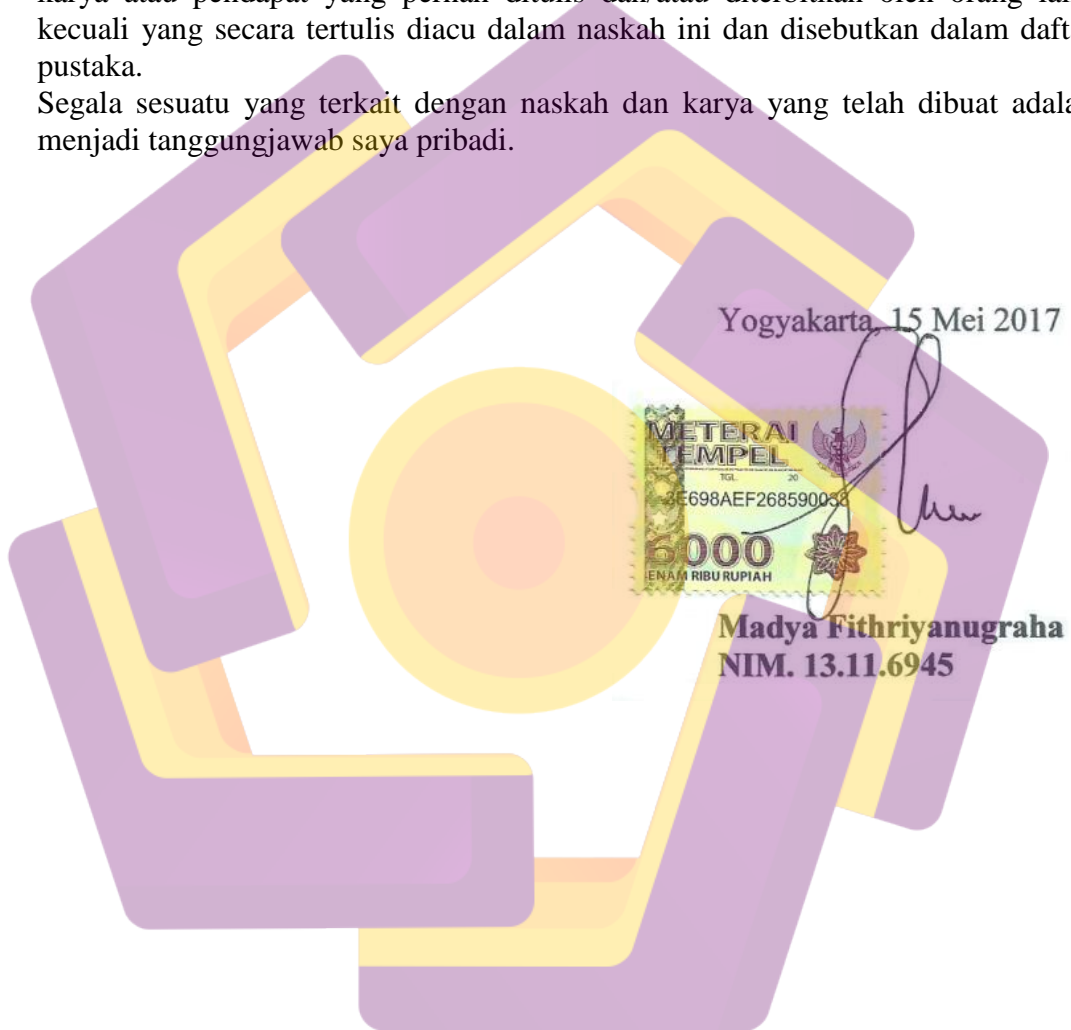 karya atau pendapat yang pernah ditulis dan/atau diterbitkan oleh orang
kecuali yang secara tertulis diacu dalam naskah ini dan disebutkan dalam
pustaka.
Segala sesuatu yang terkait dengan naskah dan karya yang telah dibuat
menjadi tanggungjawab saya pribadi.
Yogyakarta, 15 Mei 2017
METERAI
TEMPEL
TGL. 20
3E698AEF268590038
6000
ENAM RIBU RUPIAH
Madya Fithriyanugraha
NIM. 13.11.6945